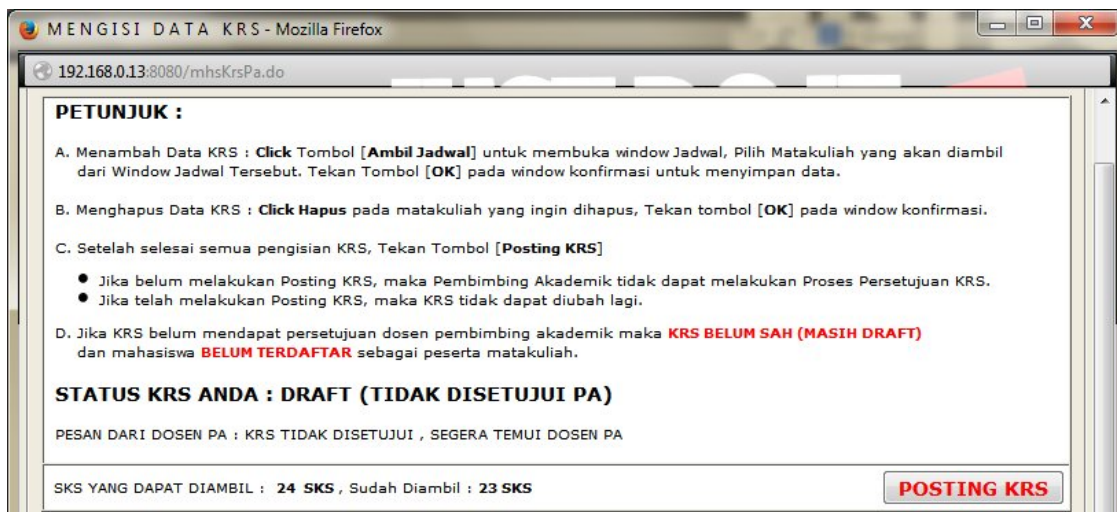 M E N G I S I  D A T A  K R S - Mozilla Firefox
192.168.0.13:8080/mhsKrsPa.do
PETUNJUK :
A. Menambah Data KRS : Click Tombol [Ambil Jadwal] untuk membuka window Jadwal, Pilih Matakuliah yang akan diambil
dari Window Jadwal Tersebut. Tekan Tombol [OK] pada window konfirmasi untuk menyimpan data.
B. Menghapus Data KRS : Click Hapus pada matakuliah yang ingin dihapus, Tekan tombol [OK] pada window konfirmasi.
C. Setelah selesai semua pengisian KRS, Tekan Tombol [Posting KRS]
● Jika belum melakukan Posting KRS, maka Pembimbing Akademik tidak dapat melakukan Proses Persetujuan KRS.
● Jika telah melakukan Posting KRS, maka KRS tidak dapat diubah lagi.
D. Jika KRS belum mendapat persetujuan dosen pembimbing akademik maka KRS BELUM SAH (MASIH DRAFT)
dan mahasiswa BELUM TERDAFTAR sebagai peserta matakuliah.
STATUS KRS ANDA : DRAFT (TIDAK DISETUJUI PA)
PESAN DARI DOSEN PA : KRS TIDAK DISETUJUI , SEGERA TEMUI DOSEN PA
SKS YANG DAPAT DIAMBIL : 24 SKS , Sudah Diambil : 23 SKS
POSTING KRS